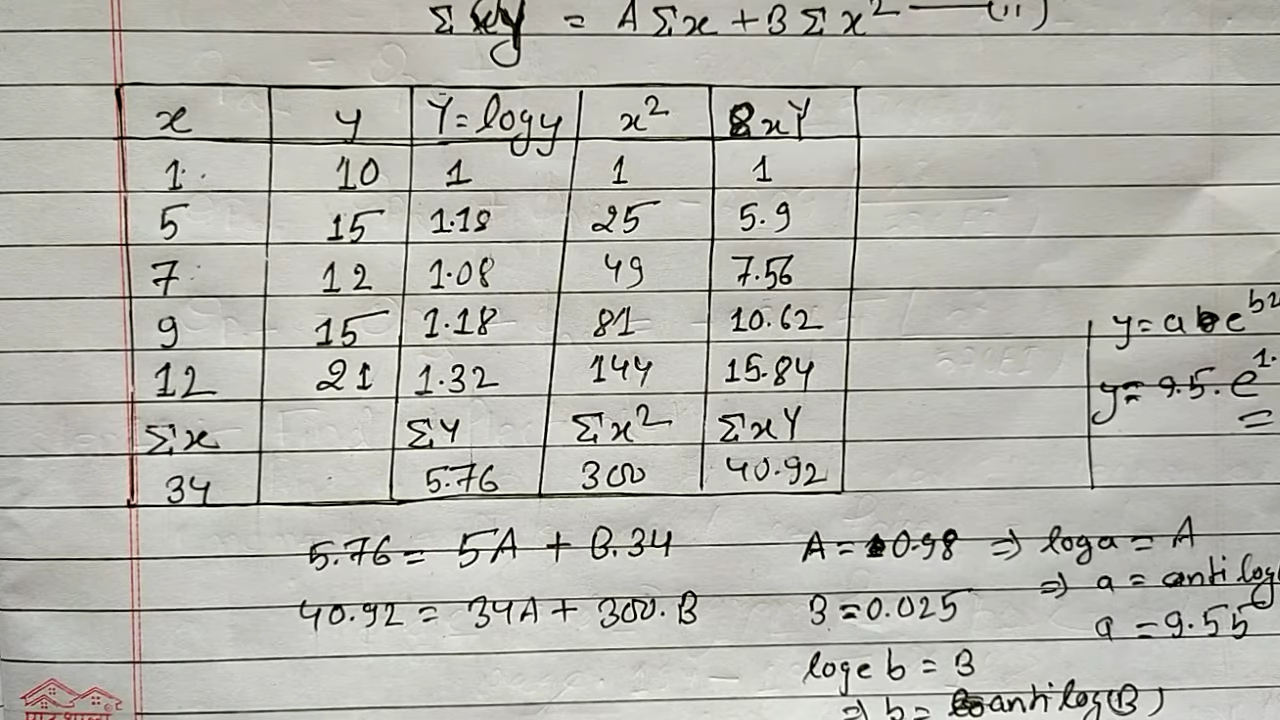 Σxy = AΣx + BΣx² —(ii)
x y Y=logy x² xY
1 10 1 1 1
5 15 1.18 25 5.9
7 12 1.08 49 7.56
9 15 1.18 81 10.62
12 21 1.32 144 15.84
Σx ΣY Σx² ΣxY
34 5.76 300 40.92
y = a e^b
y = 9.5. e^1.
5.76 = 5A + B.34
40.92 = 34A + 300.B
A = 0.98 ⇒ log a = A
⇒ a = antilog(
B = 0.025
a = 9.55
loge b = B
⇒ b = antilog(B)
पाठशाला